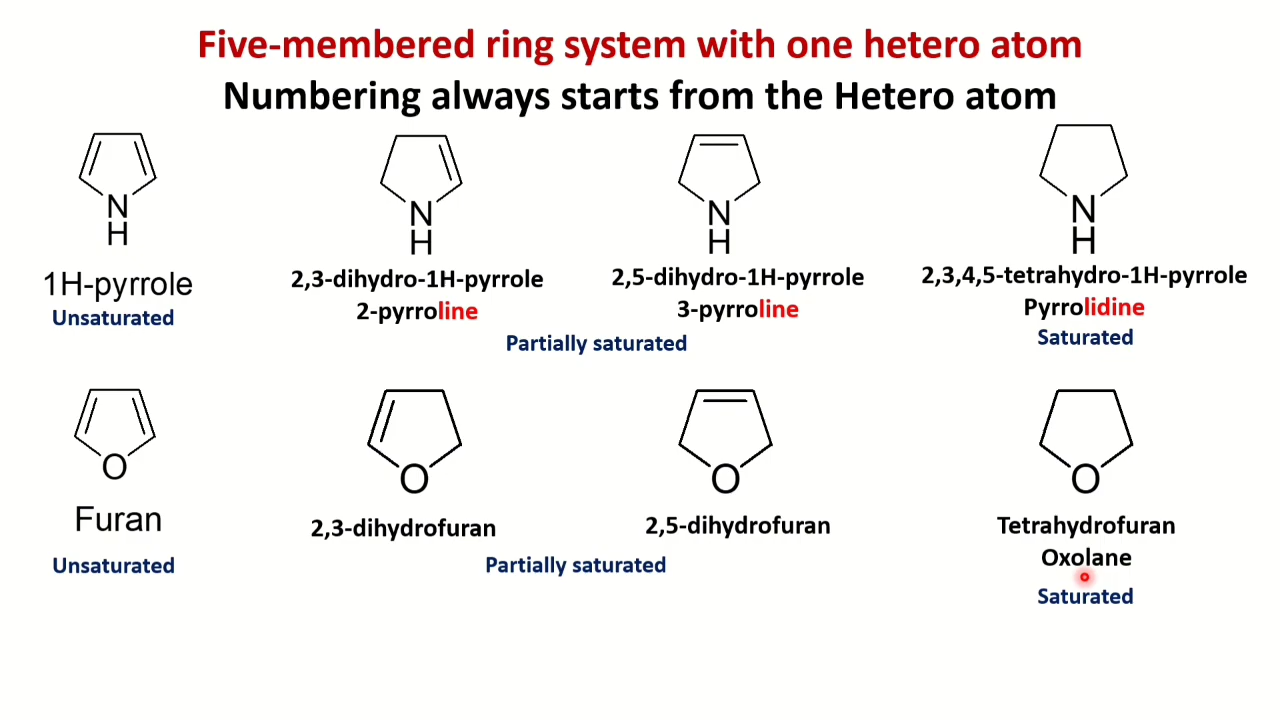 Five-membered ring system with one hetero atom
Numbering always starts from the Hetero atom
N
H
N
H
N
H
N
H
1H-pyrrole
2,3-dihydro-1H-pyrrole
2,5-dihydro-1H-pyrrole
2,3,4,5-tetrahydro-1H-pyrrole
Unsaturated
2-pyrroline
3-pyrroline
Pyrrolidine
Partially saturated
Saturated
O
O
O
O
Furan
2,3-dihydrofuran
2,5-dihydrofuran
Tetrahydrofuran
Oxolane
Unsaturated
Partially saturated
Saturated